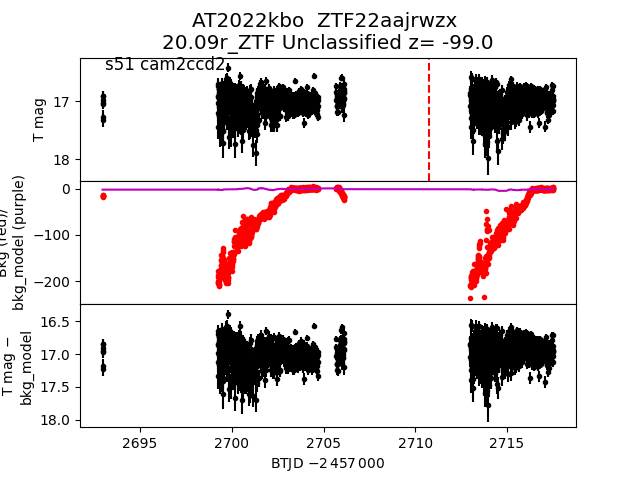 AT2022kbo  ZTF22aajrwzx
20.09r_ZTF Unclassified z= -99.0
s51 cam2ccd2
T mag
17
18
Bkg (red)/
bkg_model (purple)
0
−100
−200
T mag −
bkg_model
16.5
17.0
17.5
18.0
2695
2700
2705
2710
2715
BTJD −2 457 000